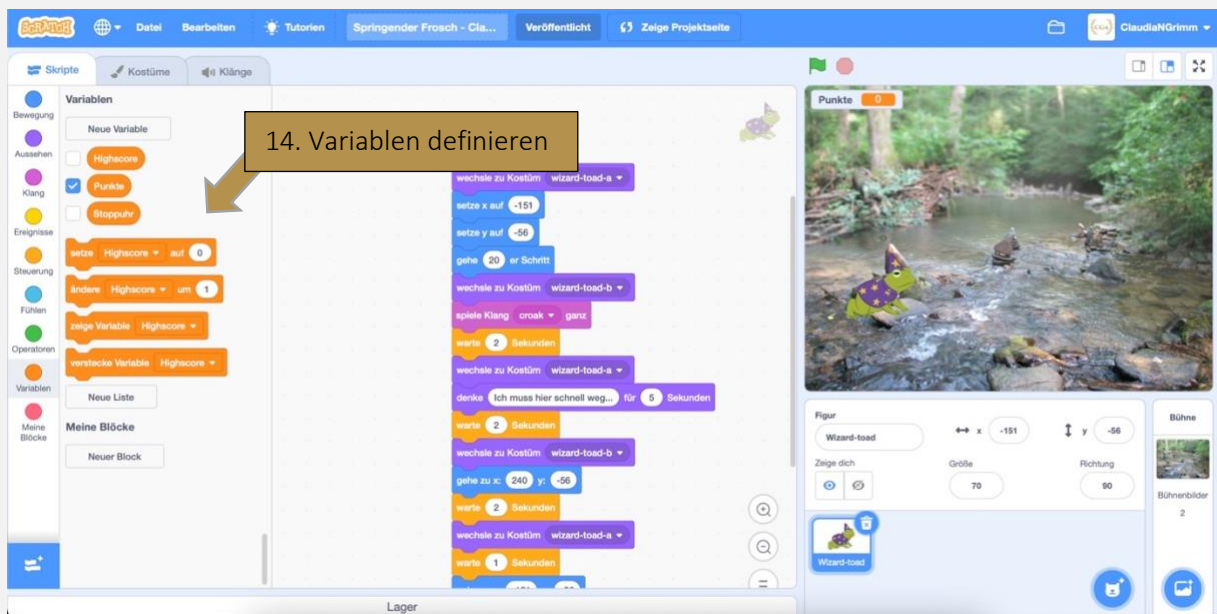 SCRATCH
Datei
Bearbeiten
Tutorien
Springender Frosch - Cla...
Veröffentlicht
Zeige Projektseite
ClaudiaNGrimm
Skripte
Kostüme
Klänge
Bewegung
Aussehen
Klang
Ereignisse
Steuerung
Fühlen
Operatoren
Variablen
Meine
Blöcke
Variablen
Neue Variable
Highscore
Punkte
Stoppuhr
setze Highscore auf 0
ändere Highscore um 1
zeige Variable Highscore
verstecke Variable Highscore
Neue Liste
Meine Blöcke
Neuer Block
14. Variablen definieren
wechsle zu Kostüm wizard-toad-a
setze x auf -151
setze y auf -56
gehe 20 er Schritt
wechsle zu Kostüm wizard-toad-b
spiele Klang croak ganz
warte 2 Sekunden
wechsle zu Kostüm wizard-toad-a
denke Ich muss hier schnell weg... für 5 Sekunden
warte 2 Sekunden
wechsle zu Kostüm wizard-toad-b
gehe zu x: 240 y: -56
warte 2 Sekunden
wechsle zu Kostüm wizard-toad-a
warte 1 Sekunden
Punkte 0
Figur
Wizard-toad
x -151
y -56
Zeige dich
Größe
70
Richtung
90
Wizard-toad
Bühne
Bühnenbilder
2
Lager